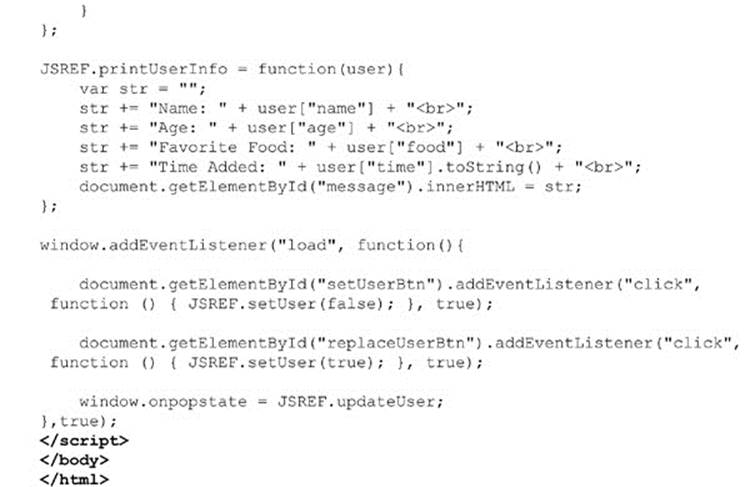 }
};

JSREF.printUserInfo = function(user){
    var str = "";
    str += "Name: " + user["name"] + "<br>";
    str += "Age: " + user["age"] + "<br>";
    str += "Favorite Food: " + user["food"] + "<br>";
    str += "Time Added: " + user["time"].toString() + "<br>";
    document.getElementById("message").innerHTML = str;
};

window.addEventListener("load", function(){

    document.getElementById("setUserBtn").addEventListener("click",
 function () { JSREF.setUser(false); }, true);

    document.getElementById("replaceUserBtn").addEventListener("click",
 function () { JSREF.setUser(true); }, true);

    window.onpopstate = JSREF.updateUser;
},true);
</script>
</body>
</html>